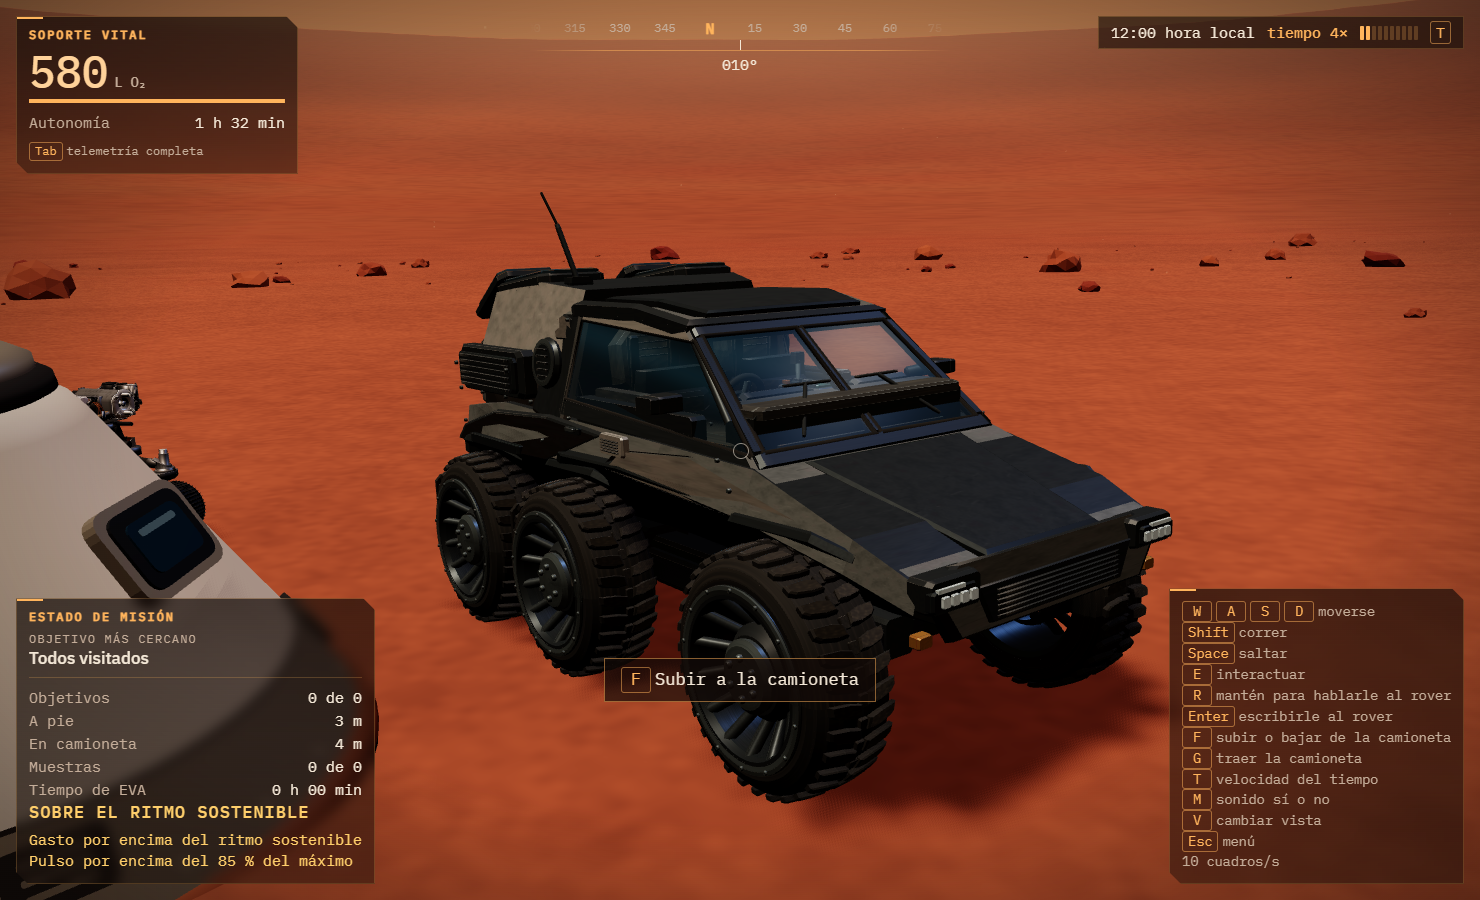 SOPORTE VITAL
580 L O₂
Autonomía 1 h 32 min
Tab telemetría completa
315 330 345 N 15 30 45 60 75
010°
12:00 hora local tiempo 4× T
ESTADO DE MISIÓN
OBJETIVO MÁS CERCANO
Todos visitados
Objetivos 0 de 0
A pie 3 m
En camioneta 4 m
Muestras 0 de 0
Tiempo de EVA 0 h 00 min
SOBRE EL RITMO SOSTENIBLE
Gasto por encima del ritmo sostenible
Pulso por encima del 85 % del máximo
F Subir a la camioneta
W A S D moverse
Shift correr
Space saltar
E interactuar
R mantén para hablarle al rover
Enter escribirle al rover
F subir o bajar de la camioneta
G traer la camioneta
T velocidad del tiempo
M sonido sí o no
V cambiar vista
Esc menú
10 cuadros/s